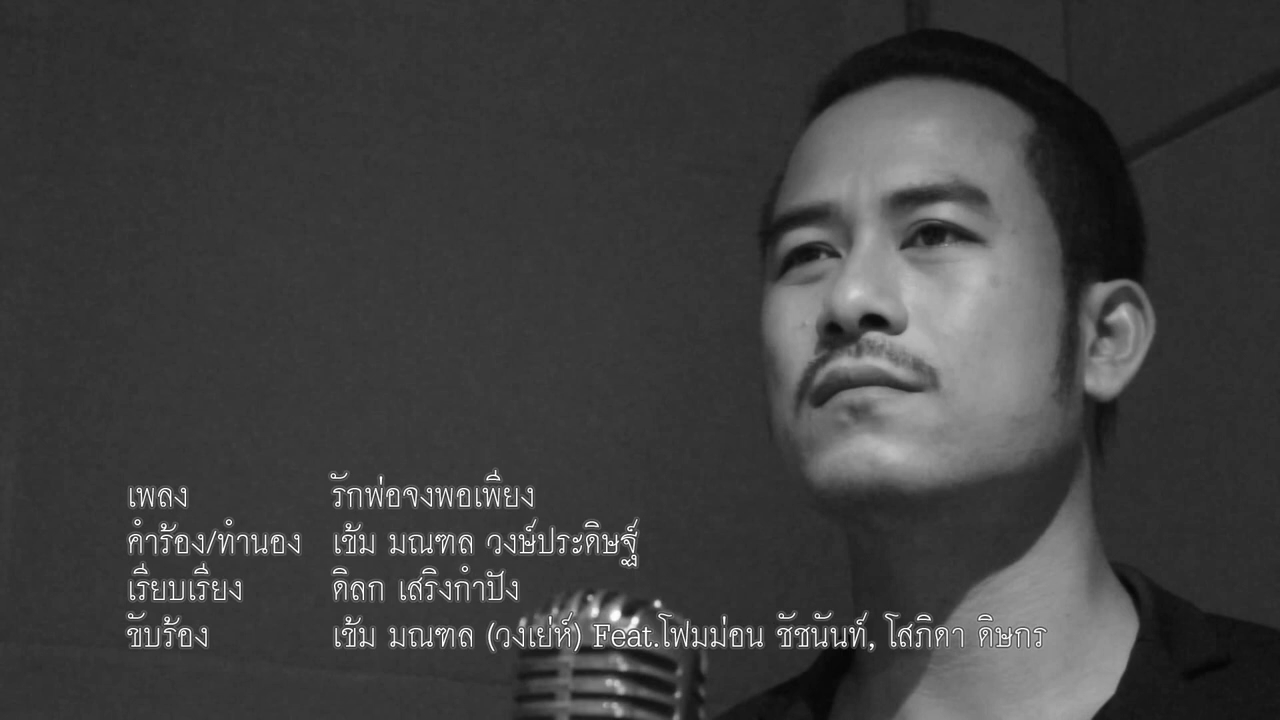 เพลง รักพ่อจงพอเพียง
คำร้อง/ทำนอง เข้ม มณฑล วงษ์ประดิษฐ์
เรียบเรียง ดิลก เสริงกำปัง
ขับร้อง เข้ม มณฑล (วงเย่ห์) Feat.โฟมม่อน ชัชนันท์, โสภิดา ดิษกร